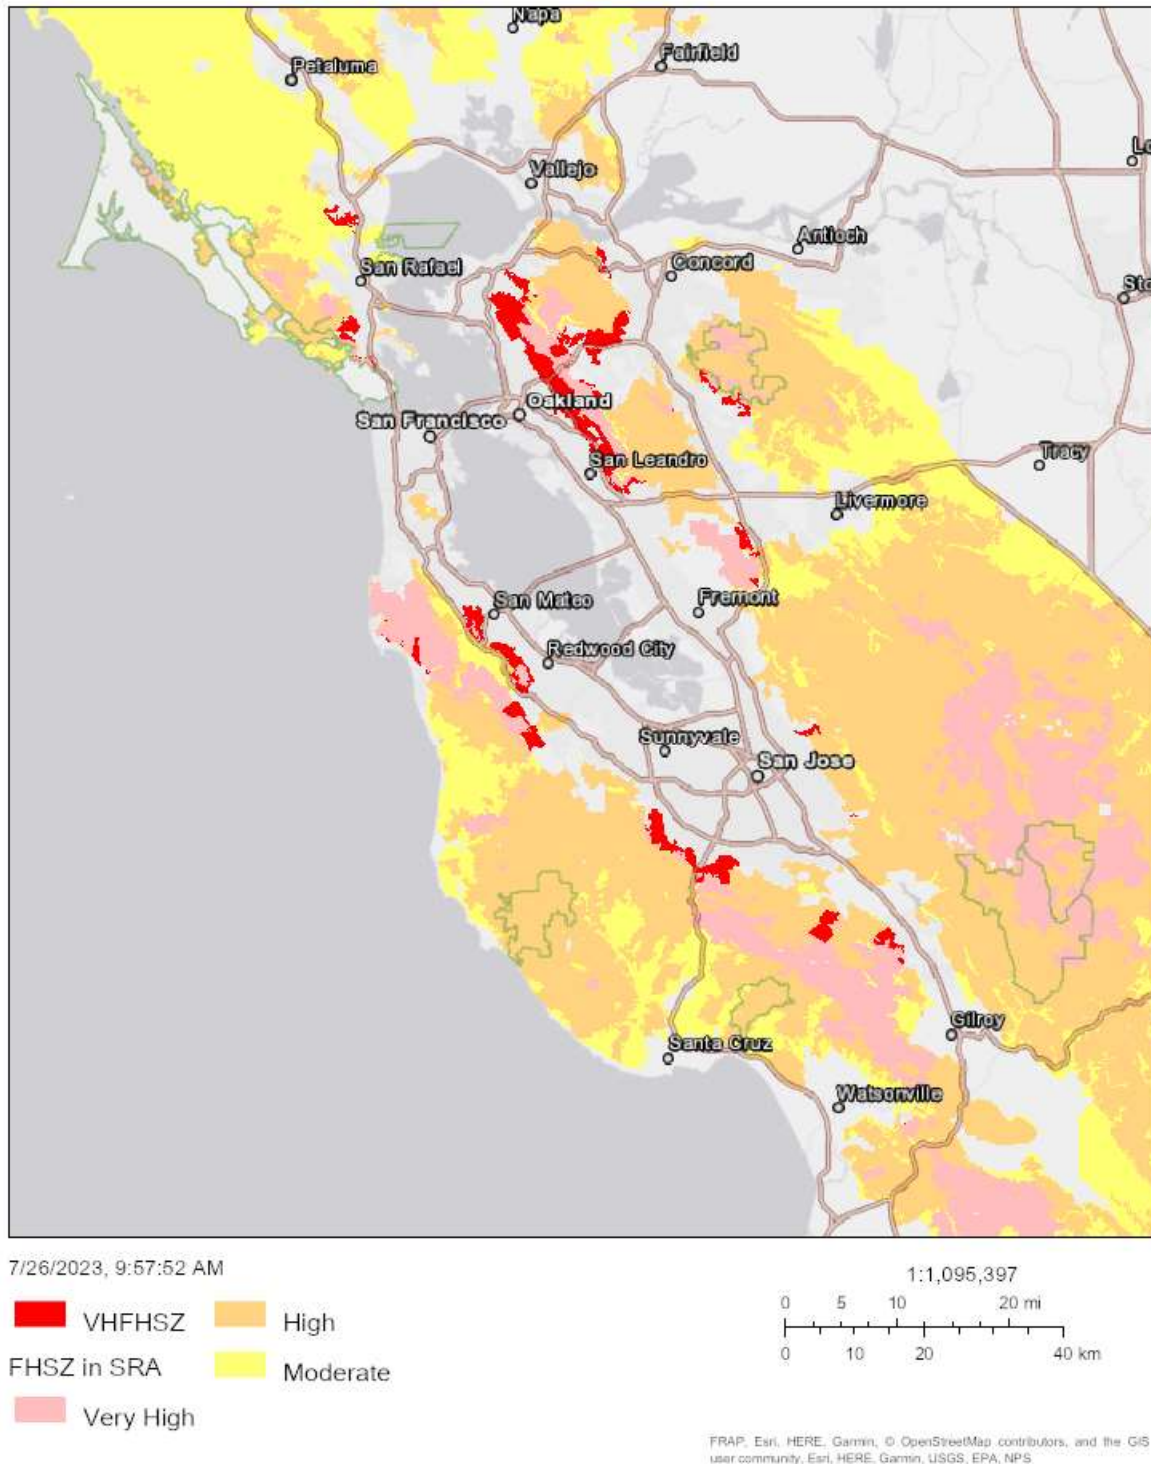 Napa
Fairfield
Petaluma
Lo
Vallejo
Antioch
Concord
San Rafael
Sto
Oakland
San Francisco
Tracy
San Leandro
Livermore
San Mateo
Fremont
Redwood City
Sunnyvale
San Jose
Gilroy
Santa Cruz
Watsonville
7/26/2023, 9:57:52 AM
1:1,095,397
0 5 10 20 mi
VHFHSZ High
FHSZ in SRA Moderate
0 10 20 40 km
Very High
FRAP, Esri, HERE, Garmin, © OpenStreetMap contributors, and the GIS
user community, Esri, HERE, Garmin, USGS, EPA, NPS